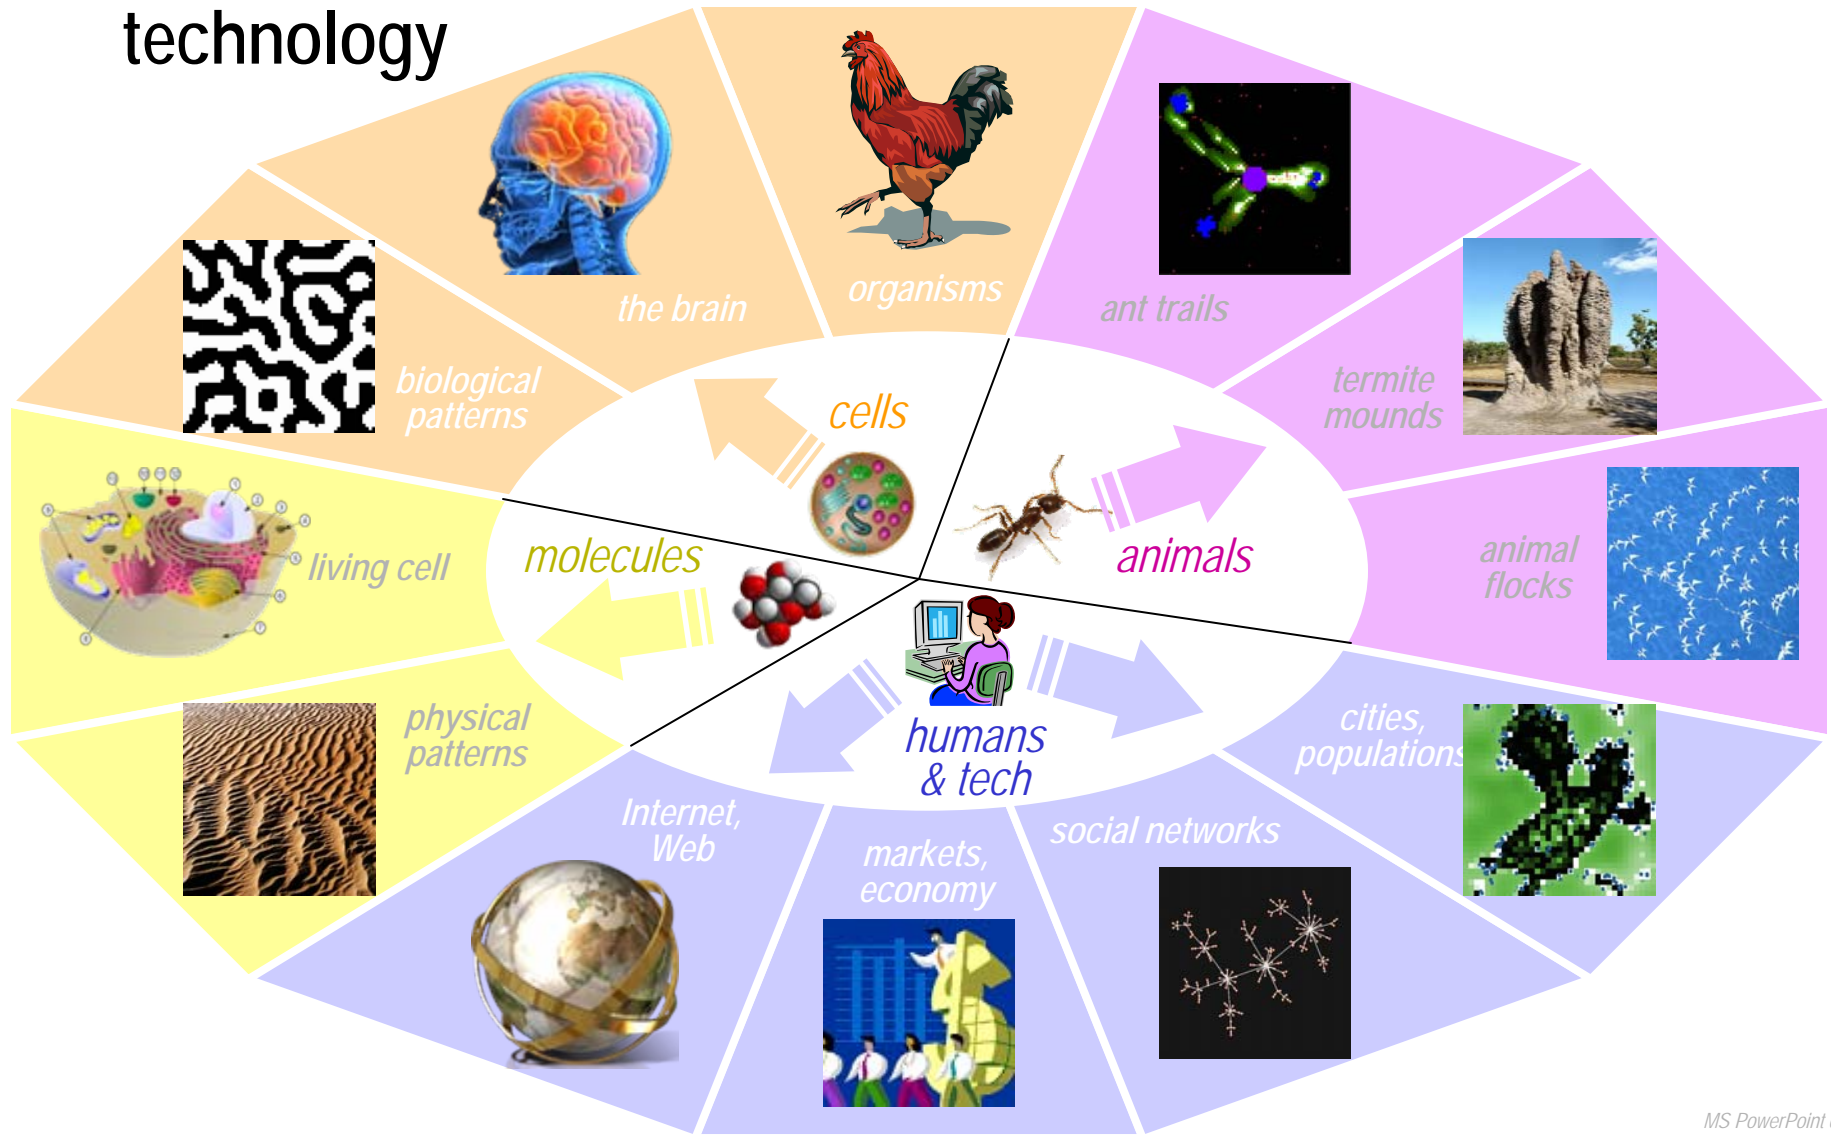 technology
organisms
the brain
ant trails
biological
patterns
termite
mounds
cells
living cell
molecules
animals
animal
flocks
physical
patterns
cities,
populations
humans
& tech
Internet,
Web
social networks
markets,
economy
MS PowerPoint